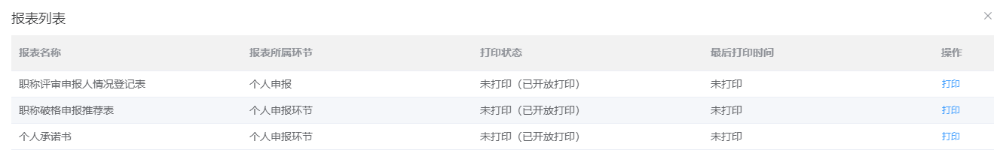 报表列表
报表名称 报表所属环节 打印状态 最后打印时间 操作
职称评审申报人情况登记表 个人申报 未打印（已开放打印） 未打印 打印
职称破格申报推荐表 个人申报环节 未打印（已开放打印） 未打印 打印
个人承诺书 个人申报环节 未打印（已开放打印） 未打印 打印